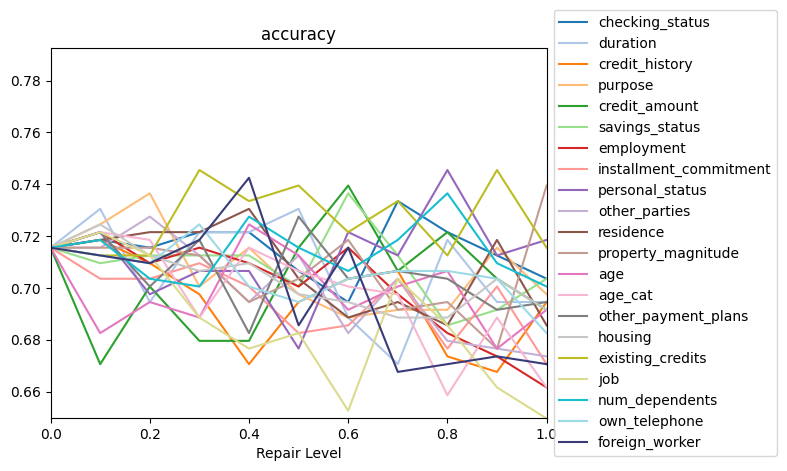 accuracy
0.78
0.76
0.74
0.72
0.70
0.68
0.66
0.0
0.2
0.4
0.6
0.8
1.0
Repair Level
checking_status
duration
credit_history
purpose
credit_amount
savings_status
employment
installment_commitment
personal_status
other_parties
residence
property_magnitude
age
age_cat
other_payment_plans
housing
existing_credits
job
num_dependents
own_telephone
foreign_worker